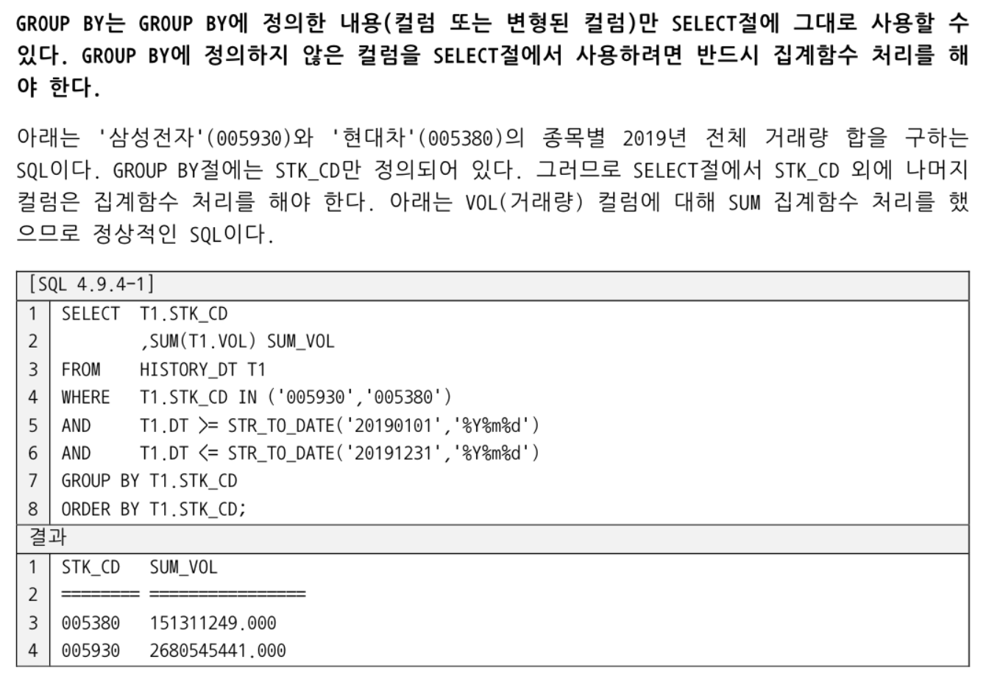 GROUP BY는 GROUP BY에 정의한 내용(컬럼 또는 변형된 컬럼)만 SELECT절에 그대로 사용할 수
있다. GROUP BY에 정의하지 않은 컬럼을 SELECT절에서 사용하려면 반드시 집계함수 처리를 해
야 한다.
아래는 '삼성전자'(005930)와 '현대차'(005380)의 종목별 2019년 전체 거래량 합을 구하는
SQL이다. GROUP BY절에는 STK_CD만 정의되어 있다. 그러므로 SELECT절에서 STK_CD 외에 나머지
컬럼은 집계함수 처리를 해야 한다. 아래는 VOL(거래량) 컬럼에 대해 SUM 집계함수 처리를 했
으므로 정상적인 SQL이다.
[SQL 4.9.4-1]
1 SELECT T1.STK_CD
2 ,SUM(T1.VOL) SUM_VOL
3 FROM HISTORY_DT T1
4 WHERE T1.STK_CD IN ('005930','005380')
5 AND T1.DT >= STR_TO_DATE('20190101','%Y%m%d')
6 AND T1.DT <= STR_TO_DATE('20191231','%Y%m%d')
7 GROUP BY T1.STK_CD
8 ORDER BY T1.STK_CD;
결과
1 STK_CD SUM_VOL
2 ======== ================
3 005380 151311249.000
4 005930 2680545441.000